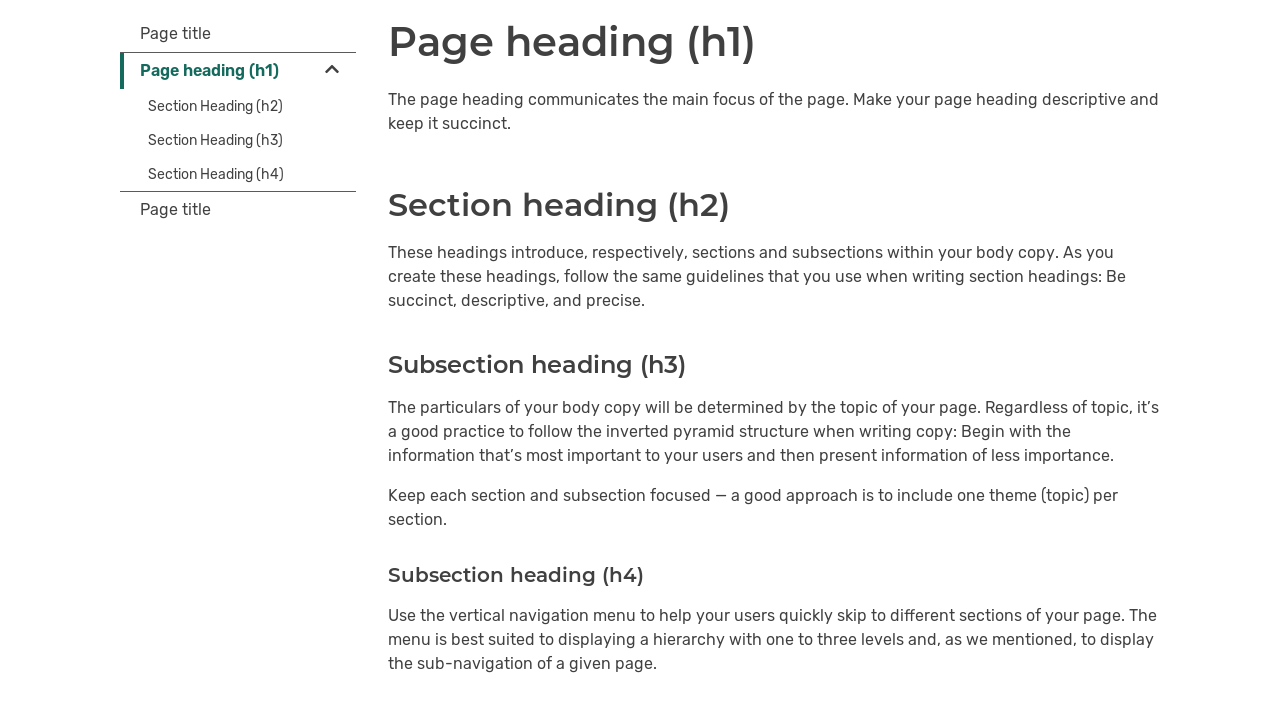 Page title
Page heading (h1)
Section Heading (h2)
Section Heading (h3)
Section Heading (h4)
Page title
Page heading (h1)
The page heading communicates the main focus of the page. Make your page heading descriptive and
keep it succinct.
Section heading (h2)
These headings introduce, respectively, sections and subsections within your body copy. As you
create these headings, follow the same guidelines that you use when writing section headings: Be
succinct, descriptive, and precise.
Subsection heading (h3)
The particulars of your body copy will be determined by the topic of your page. Regardless of topic, it’s
a good practice to follow the inverted pyramid structure when writing copy: Begin with the
information that’s most important to your users and then present information of less importance.
Keep each section and subsection focused — a good approach is to include one theme (topic) per
section.
Subsection heading (h4)
Use the vertical navigation menu to help your users quickly skip to different sections of your page. The
menu is best suited to displaying a hierarchy with one to three levels and, as we mentioned, to display
the sub-navigation of a given page.